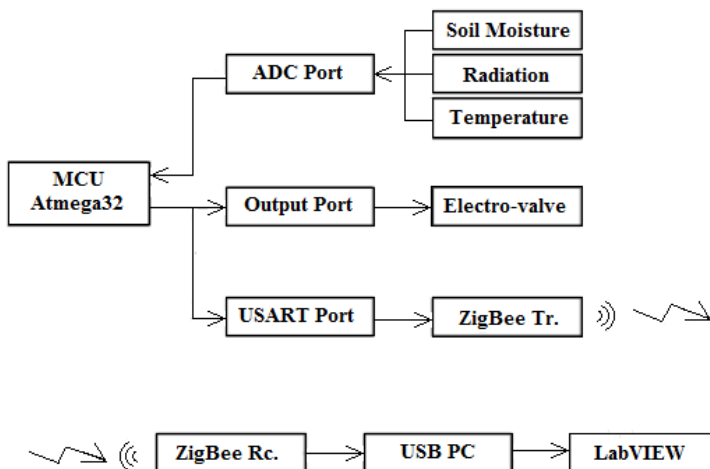 Soil Moisture
ADC Port
Radiation
Temperature
MCU
Atmega32
Output Port
Electro-valve
USART Port
ZigBee Tr.
ZigBee Rc.
USB PC
LabVIEW